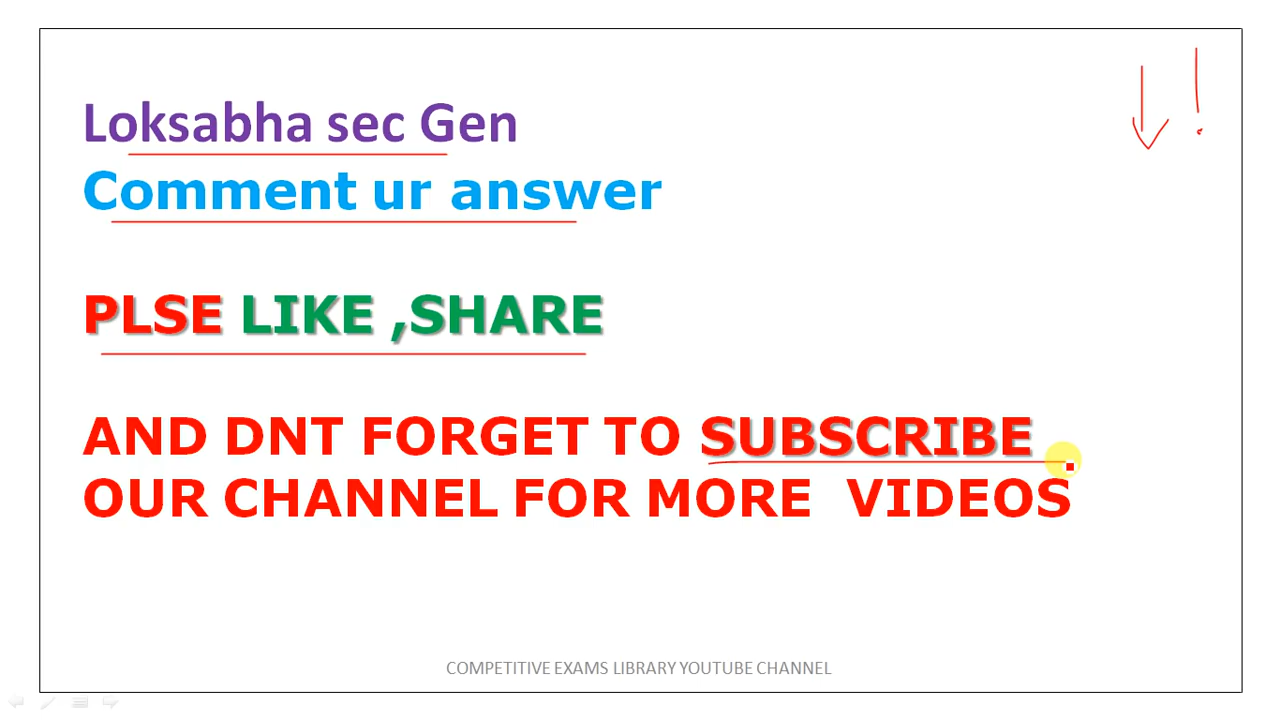 Loksabha sec Gen
Comment ur answer
PLSE LIKE ,SHARE
AND DNT FORGET TO SUBSCRIBE
OUR CHANNEL FOR MORE VIDEOS
COMPETITIVE EXAMS LIBRARY YOUTUBE CHANNEL